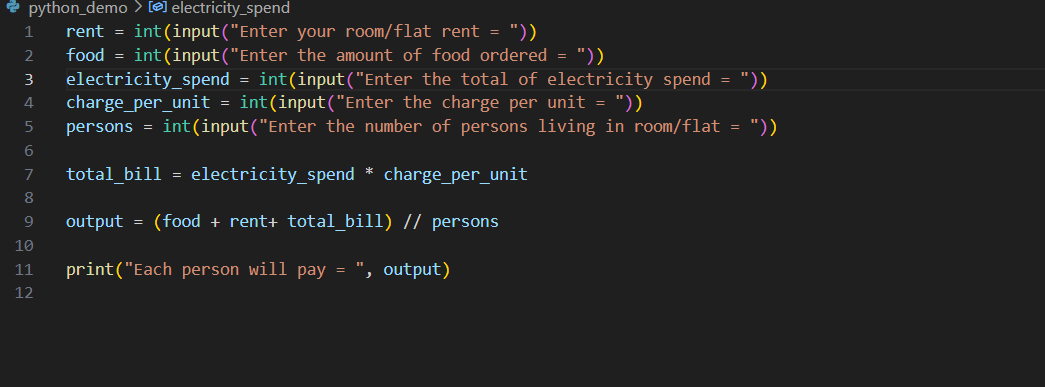 python_demo > electricity_spend
1 rent = int(input("Enter your room/flat rent = "))
2 food = int(input("Enter the amount of food ordered = "))
3 electricity_spend = int(input("Enter the total of electricity spend = "))
4 charge_per_unit = int(input("Enter the charge per unit = "))
5 persons = int(input("Enter the number of persons living in room/flat = "))
6
7 total_bill = electricity_spend * charge_per_unit
8
9 output = (food + rent+ total_bill) // persons
10
11 print("Each person will pay = ", output)
12